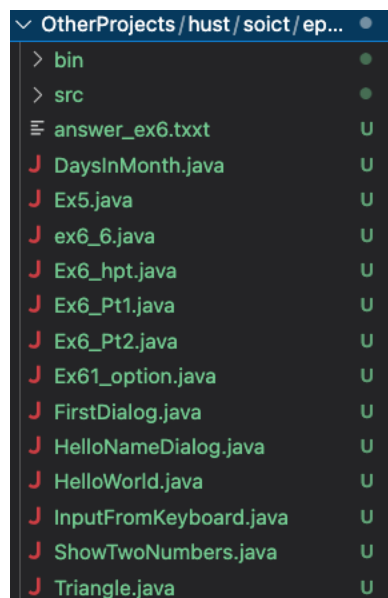 OtherProjects/hust/soict/ep...
bin
src
answer_ex6.txxt U
J DaysInMonth.java U
J Ex5.java U
J ex6_6.java U
J Ex6_hpt.java U
J Ex6_Pt1.java U
J Ex6_Pt2.java U
J Ex61_option.java U
J FirstDialog.java U
J HelloNameDialog.java U
J HelloWorld.java U
J InputFromKeyboard.java U
J ShowTwoNumbers.java U
J Triangle.java U